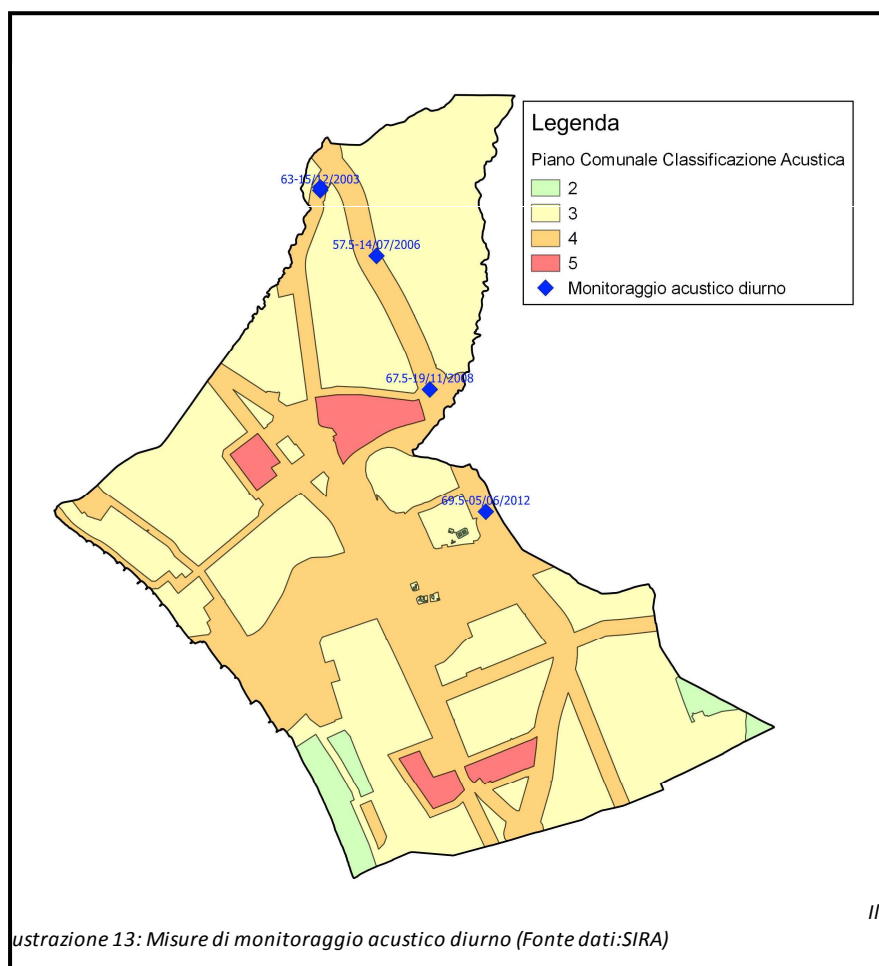 Legenda
Piano Comunale Classificazione Acustica
2
3
4
5
Monitoraggio acustico diurno
63-15/12/2003
57.5-14/07/2006
67.5-19/11/2008
69.5-05/06/2012
Il
ustrazione 13: Misure di monitoraggio acustico diurno (Fonte dati:SIRA)